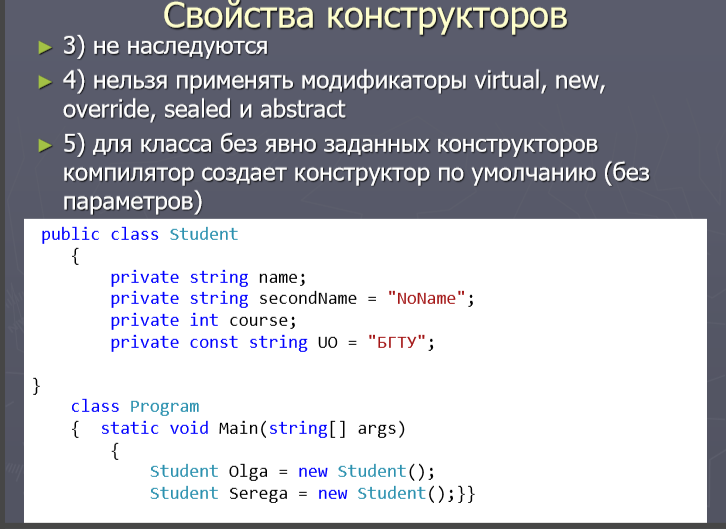 Свойства конструкторов
► 3) не наследуются
► 4) нельзя применять модификаторы virtual, new,
override, sealed и abstract
► 5) для класса без явно заданных конструкторов
компилятор создает конструктор по умолчанию (без
параметров)
public class Student
{
private string name;
private string secondName = "NoName";
private int course;
private const string UO = "БГТУ";
}
class Program
{ static void Main(string[] args)
{
Student Olga = new Student();
Student Serega = new Student();}}